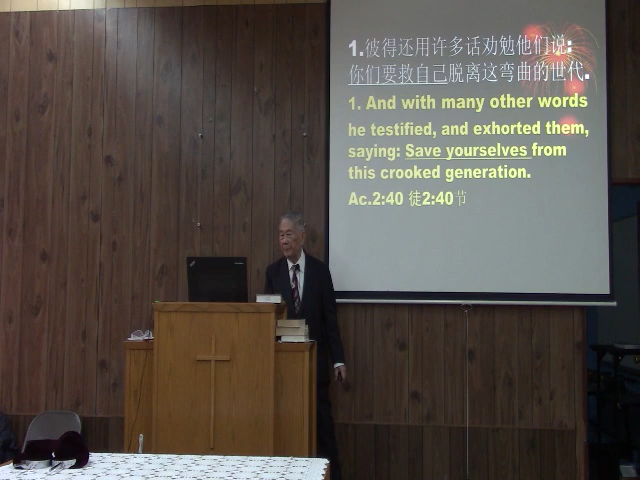 1.彼得还用许多话劝勉他们说:
你们要救自己脱离这弯曲的世代.
1. And with many other words
he testified, and exhorted them,
saying: Save yourselves from
this crooked generation.
Ac.2:40 徒2:40节